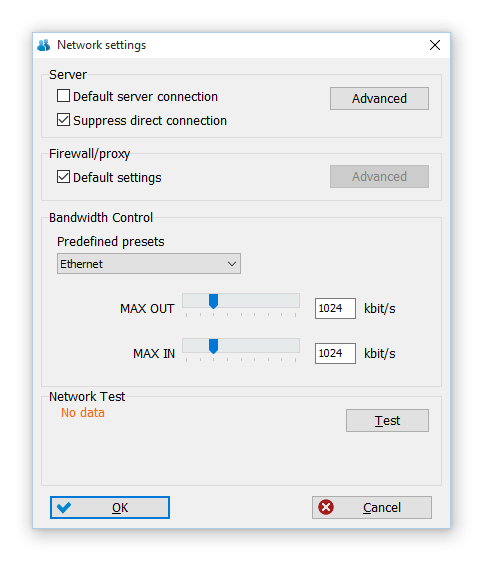 Network settings
Server
Default server connection
Advanced
Suppress direct connection
Firewall/proxy
Default settings
Advanced
Bandwidth Control
Predefined presets
Ethernet
MAX OUT 1024 kbit/s
MAX IN 1024 kbit/s
Network Test
No data
Test
OK Cancel